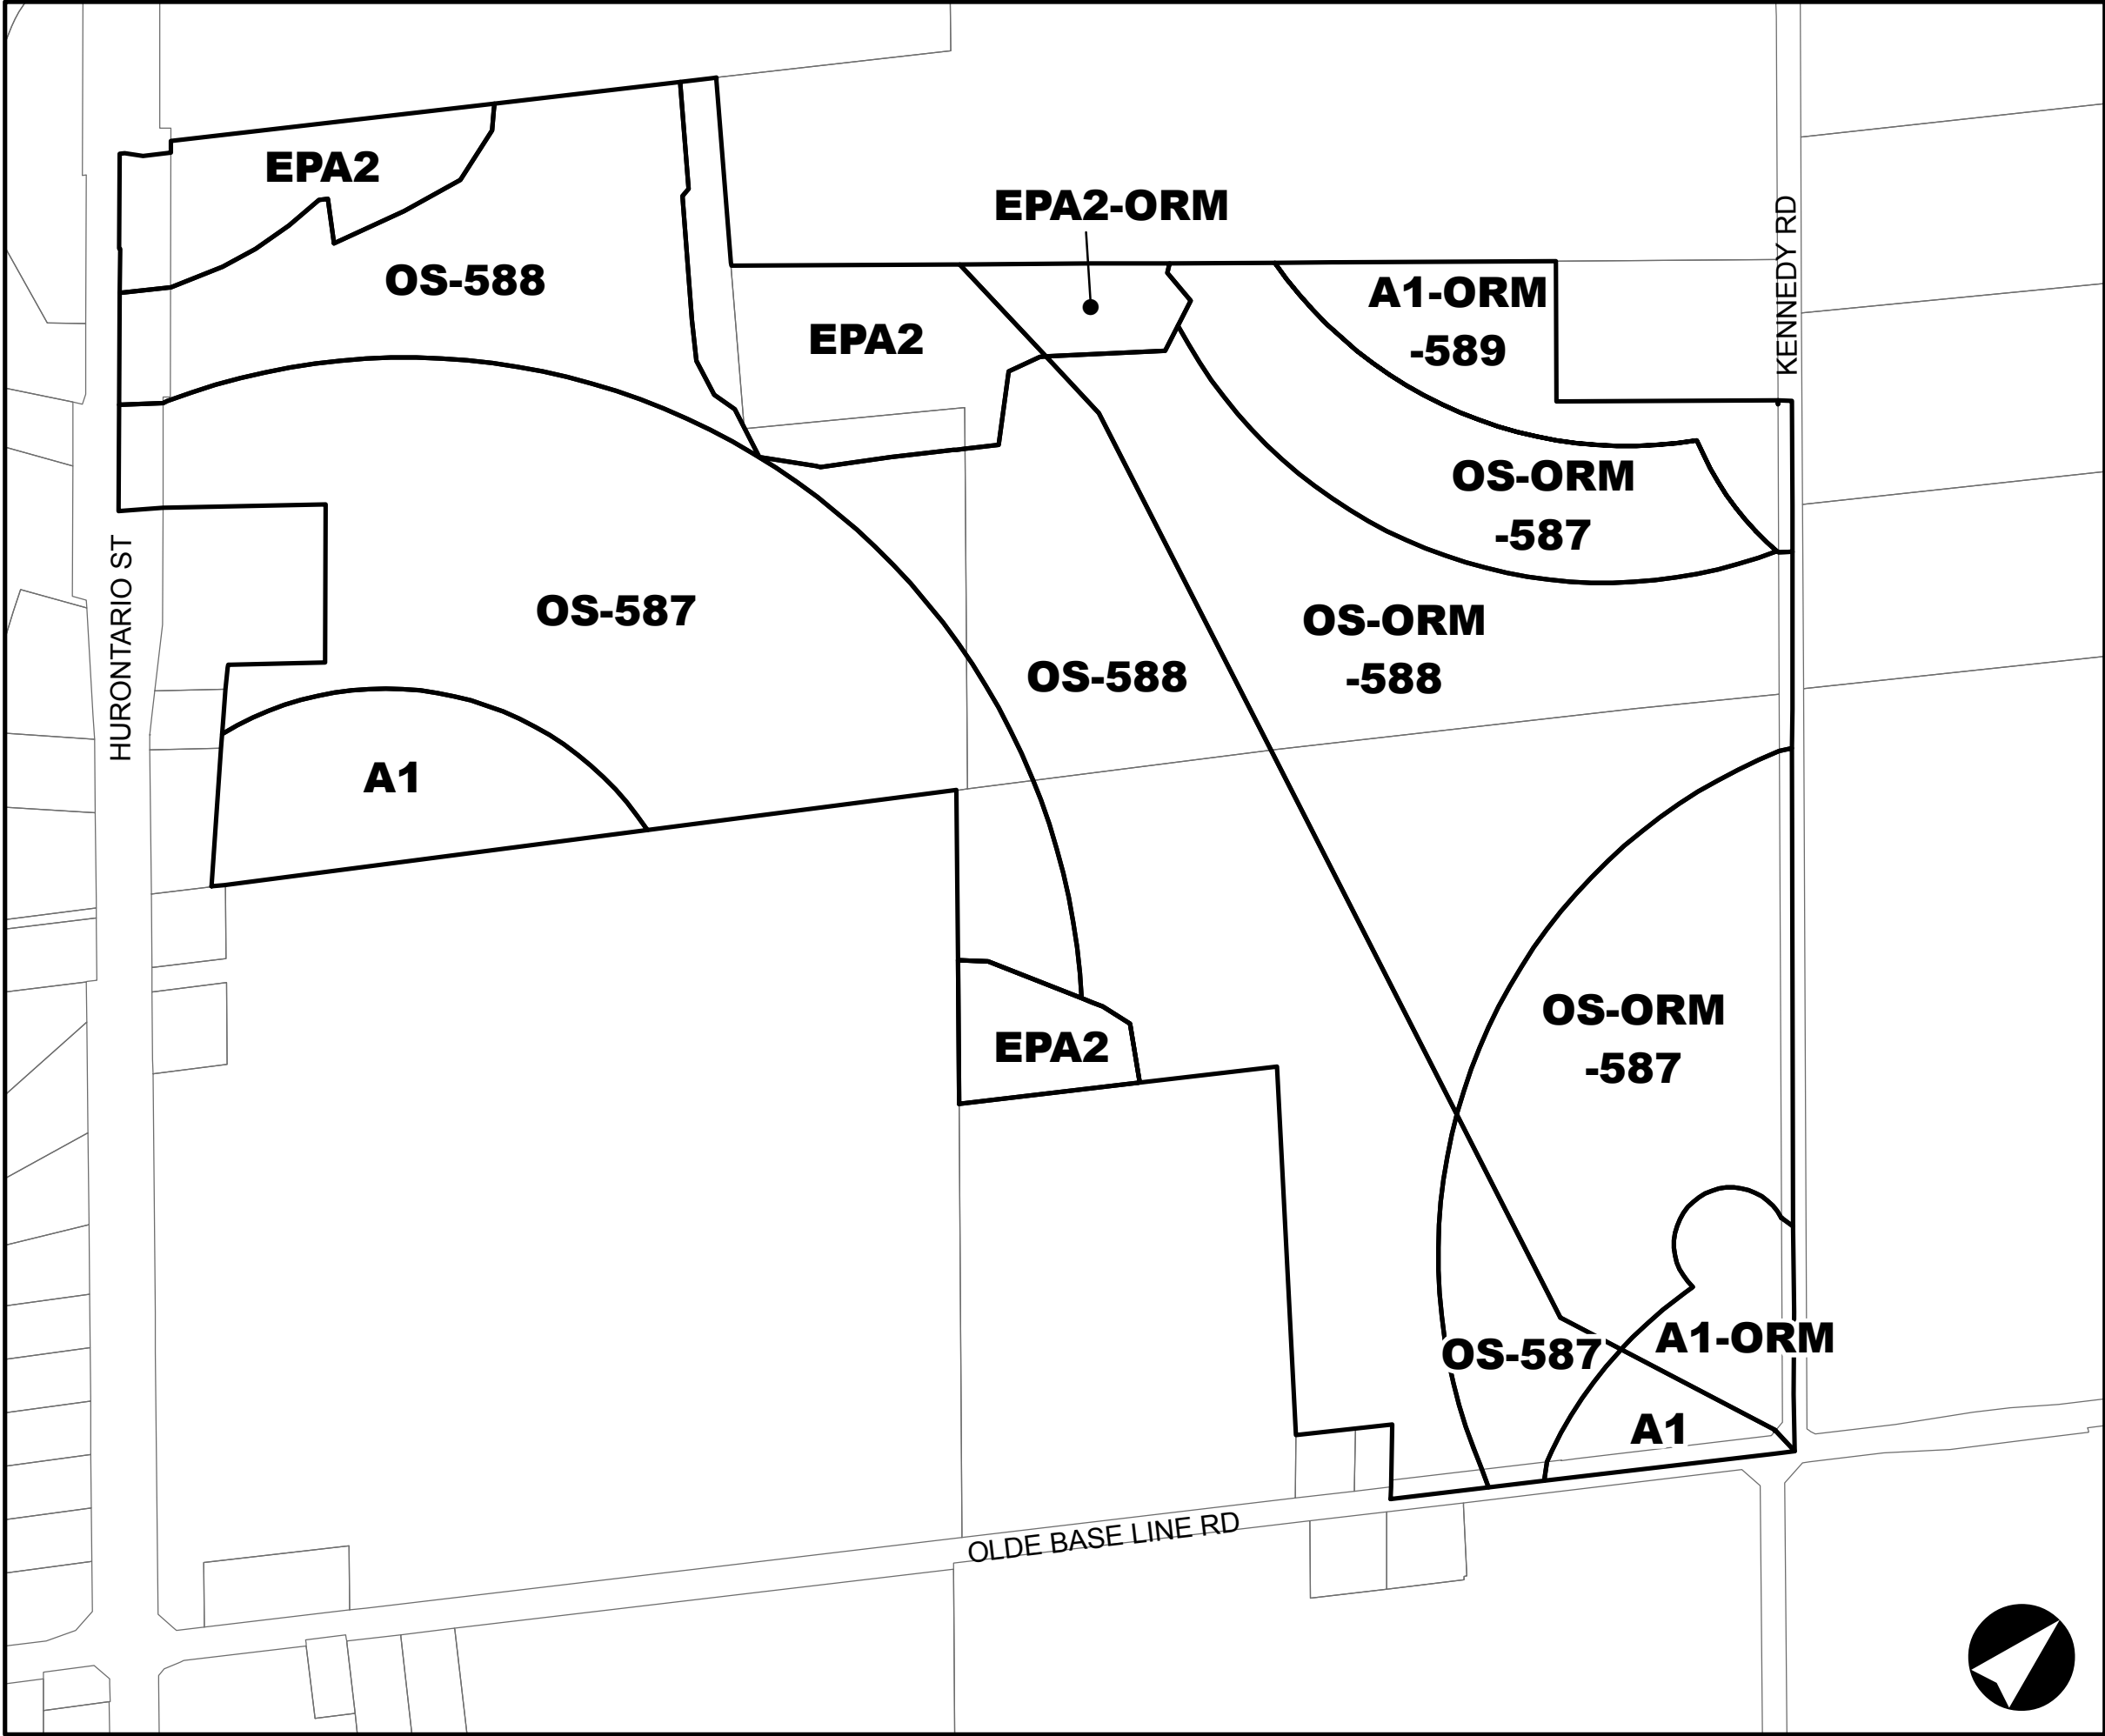 EPA2
EPA2-ORM
OS-588
A1-ORM
-589
KENNEDY RD
EPA2
OS-ORM
-587
HURONTARIO ST
OS-587
OS-ORM
-588
OS-588
A1
OS-ORM
-587
EPA2
A1-ORM
OS-587
A1
OLDE BASE LINE RD